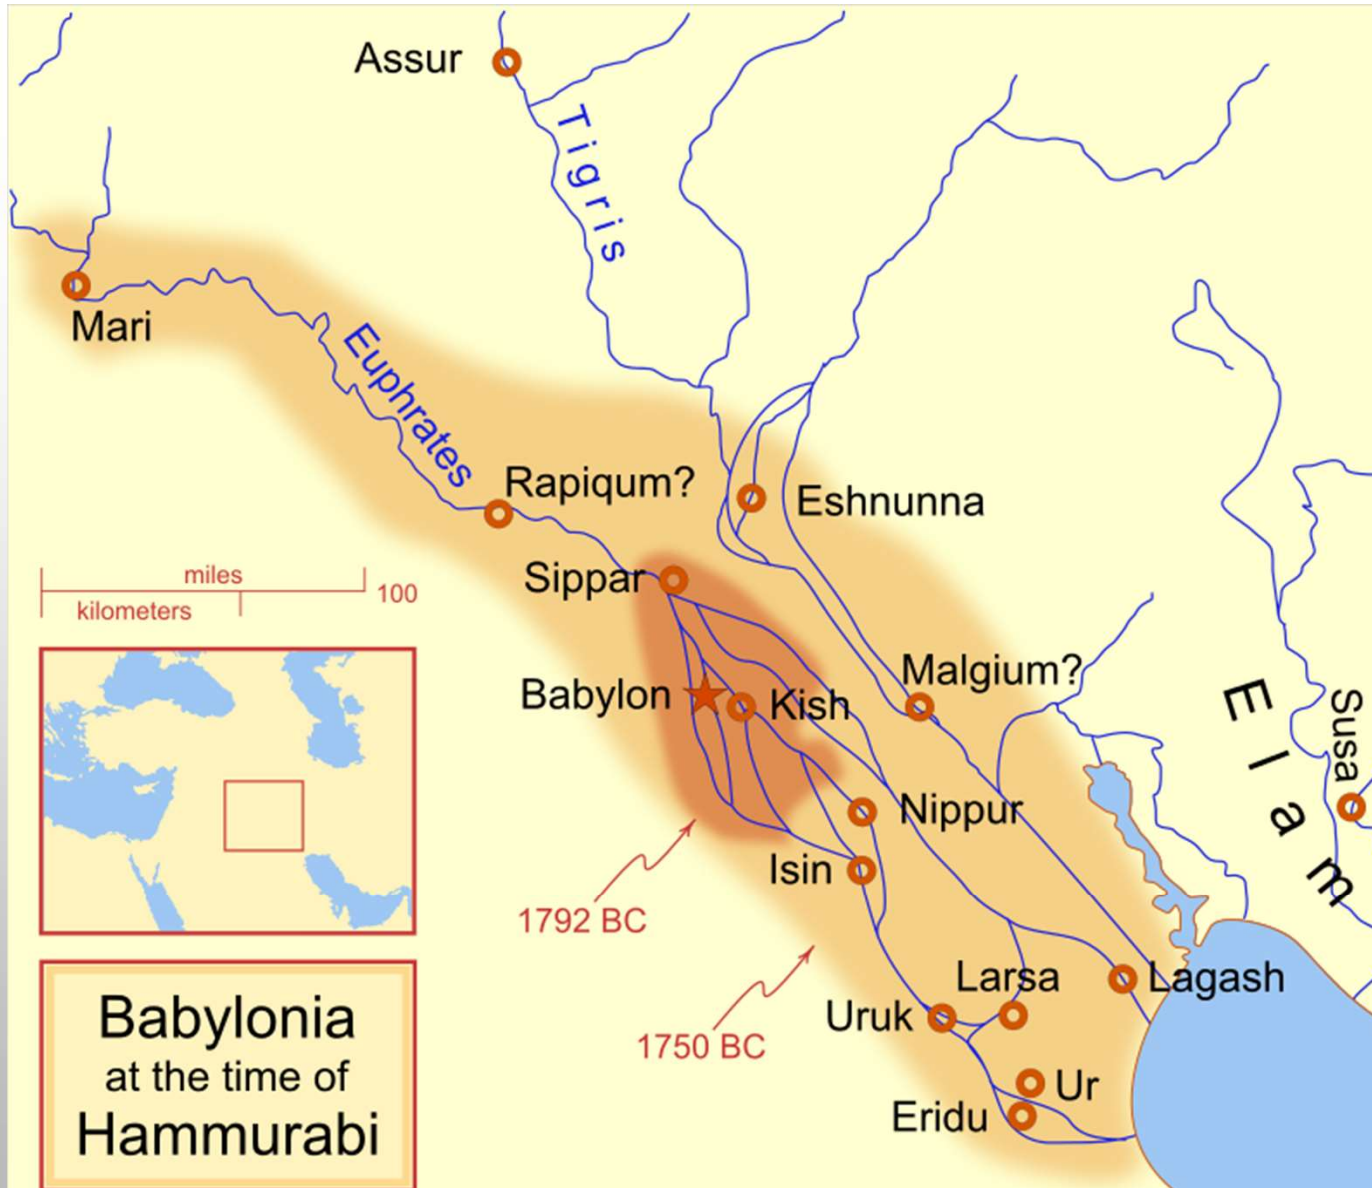 Assur
Tigris
Mari
Euphrates
Rapiqum?
Eshnunna
Sippar
miles
kilometers
100
Malgium?
Babylon
Kish
Elam
Susa
Nippur
Isin
1792 BC
Larsa
Lagash
Uruk
1750 BC
Ur
Eridu
Babylonia
at the time of
Hammurabi